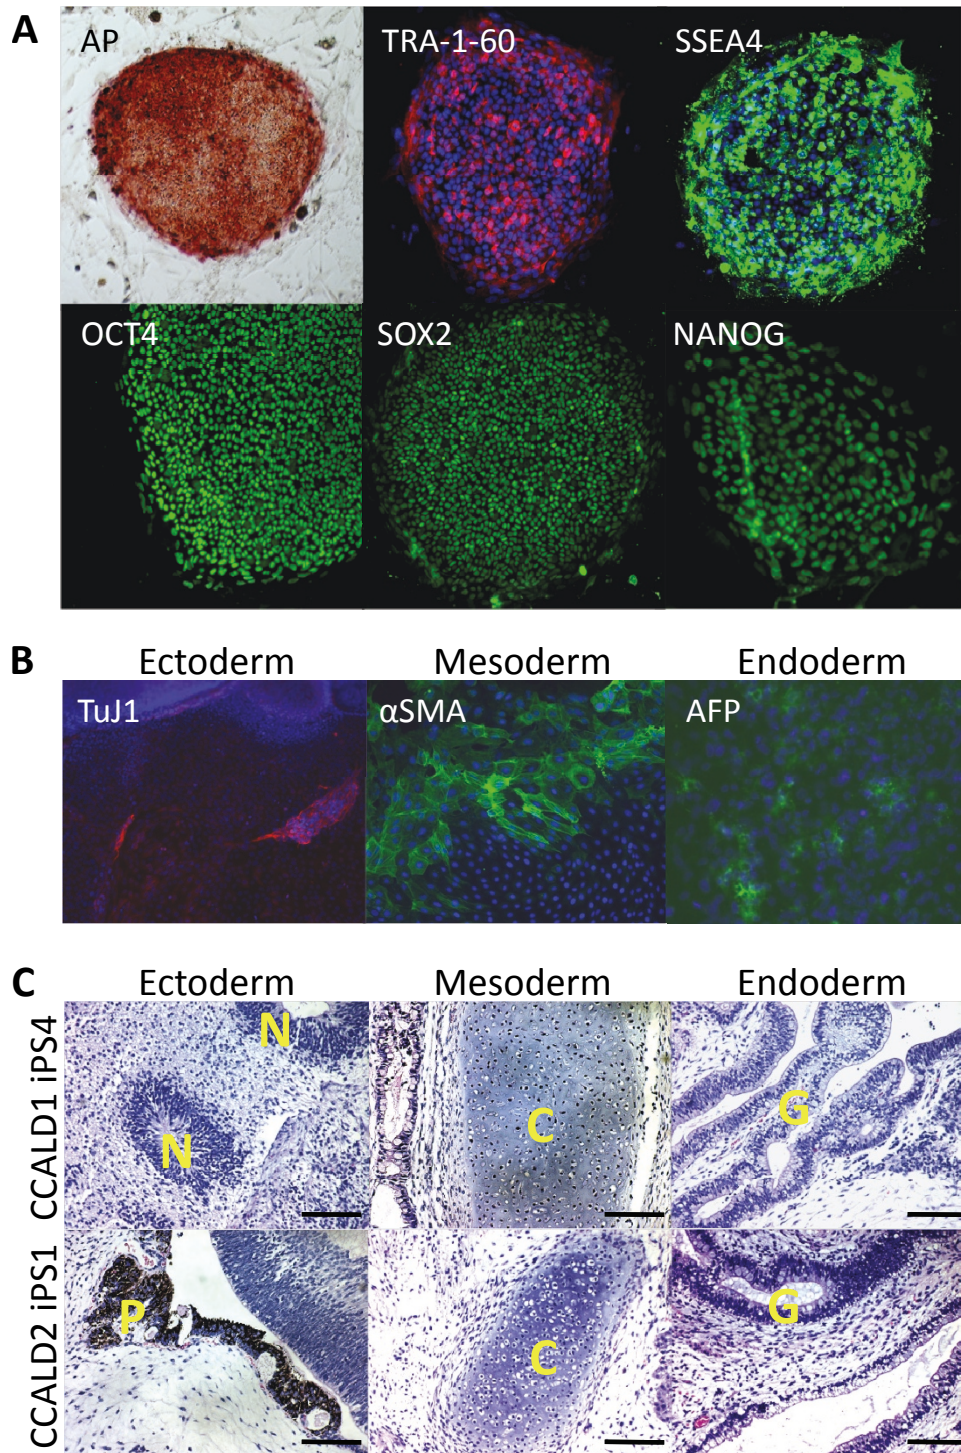 A
AP
TRA-1-60
SSEA4
OCT4
SOX2
NANOG
B
Ectoderm
Mesoderm
Endoderm
TuJ1
αSMA
AFP
C
Ectoderm
Mesoderm
Endoderm
CCALD1 iPS4
N
N
C
G
CCALD2 iPS1
P
C
G